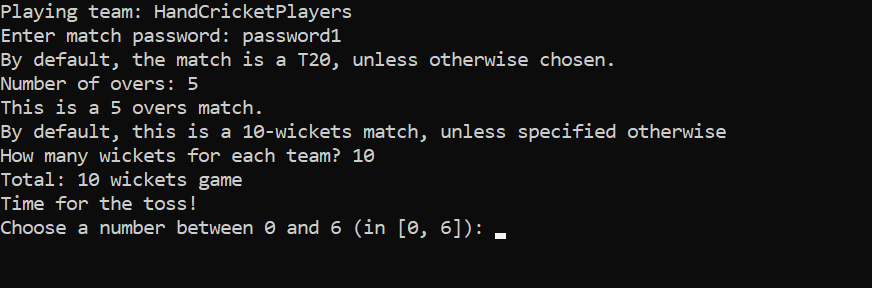 Playing team: HandCricketPlayers
Enter match password: password1
By default, the match is a T20, unless otherwise chosen.
Number of overs: 5
This is a 5 overs match.
By default, this is a 10-wickets match, unless specified otherwise
How many wickets for each team? 10
Total: 10 wickets game
Time for the toss!
Choose a number between 0 and 6 (in [0, 6]):